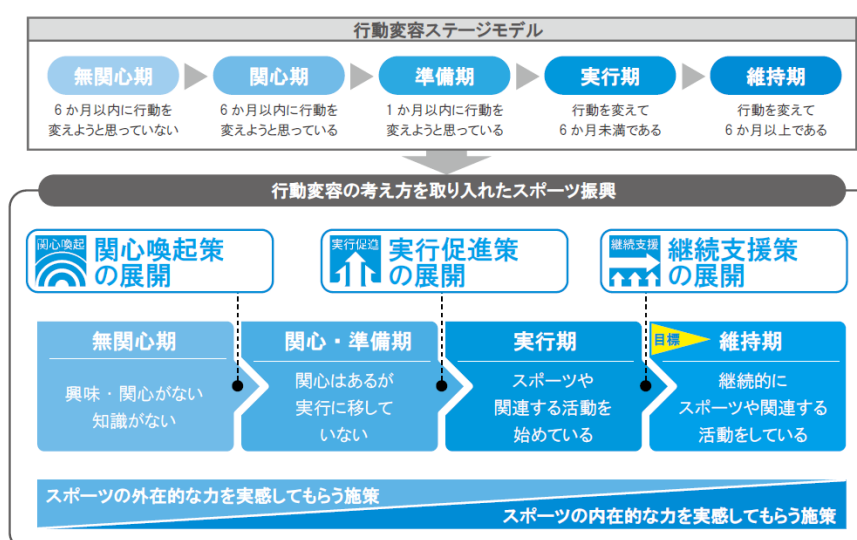 行動変容ステージモデル
無関心期
関心期
準備期
実行期
維持期
6か月以内に行動を
変えようと思っていない
6か月以内に行動を
変えようと思っている
1か月以内に行動を
変えようと思っている
行動を変えて
6か月未満である
行動を変えて
6か月以上である
行動変容の考え方を取り入れたスポーツ振興
関心喚起
関心喚起策
の展開
実行促進
実行促進策
の展開
継続支援
継続支援策
の展開
無関心期
興味・関心がない
知識がない
関心・準備期
関心はあるが
実行に移して
いない
実行期
スポーツや
関連する活動を
始めている
目標
維持期
継続的に
スポーツや関連する
活動をしている
スポーツの外在的な力を実感してもらう施策
スポーツの内在的な力を実感してもらう施策